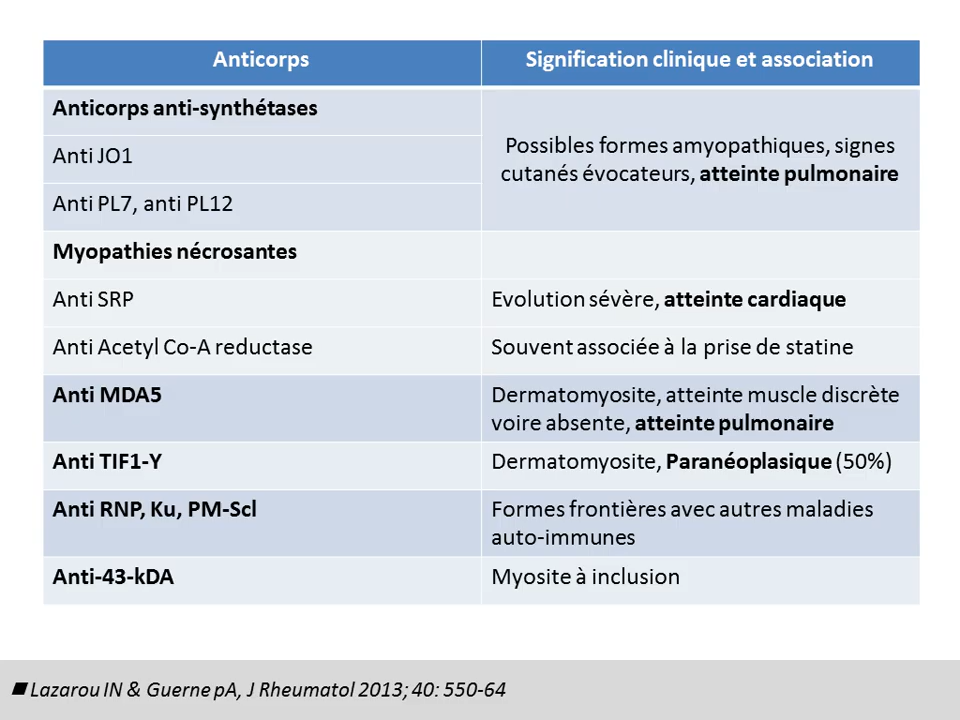 Anticorps
Signification clinique et association
Anticorps anti-synthétases
Anti JO1
Anti PL7, anti PL12
Possibles formes amyopathiques, signes
cutanés évocateurs, atteinte pulmonaire
Myopathies nécrosantes
Anti SRP
Evolution sévère, atteinte cardiaque
Anti Acetyl Co-A reductase
Souvent associée à la prise de statine
Anti MDA5
Dermatomyosite, atteinte muscle discrète
voire absente, atteinte pulmonaire
Anti TIF1-Y
Dermatomyosite, Paranéoplasique (50%)
Anti RNP, Ku, PM-Scl
Formes frontières avec autres maladies
auto-immunes
Anti-43-kDA
Myosite à inclusion
Lazarou IN & Guerne pA, J Rheumatol 2013; 40: 550-64